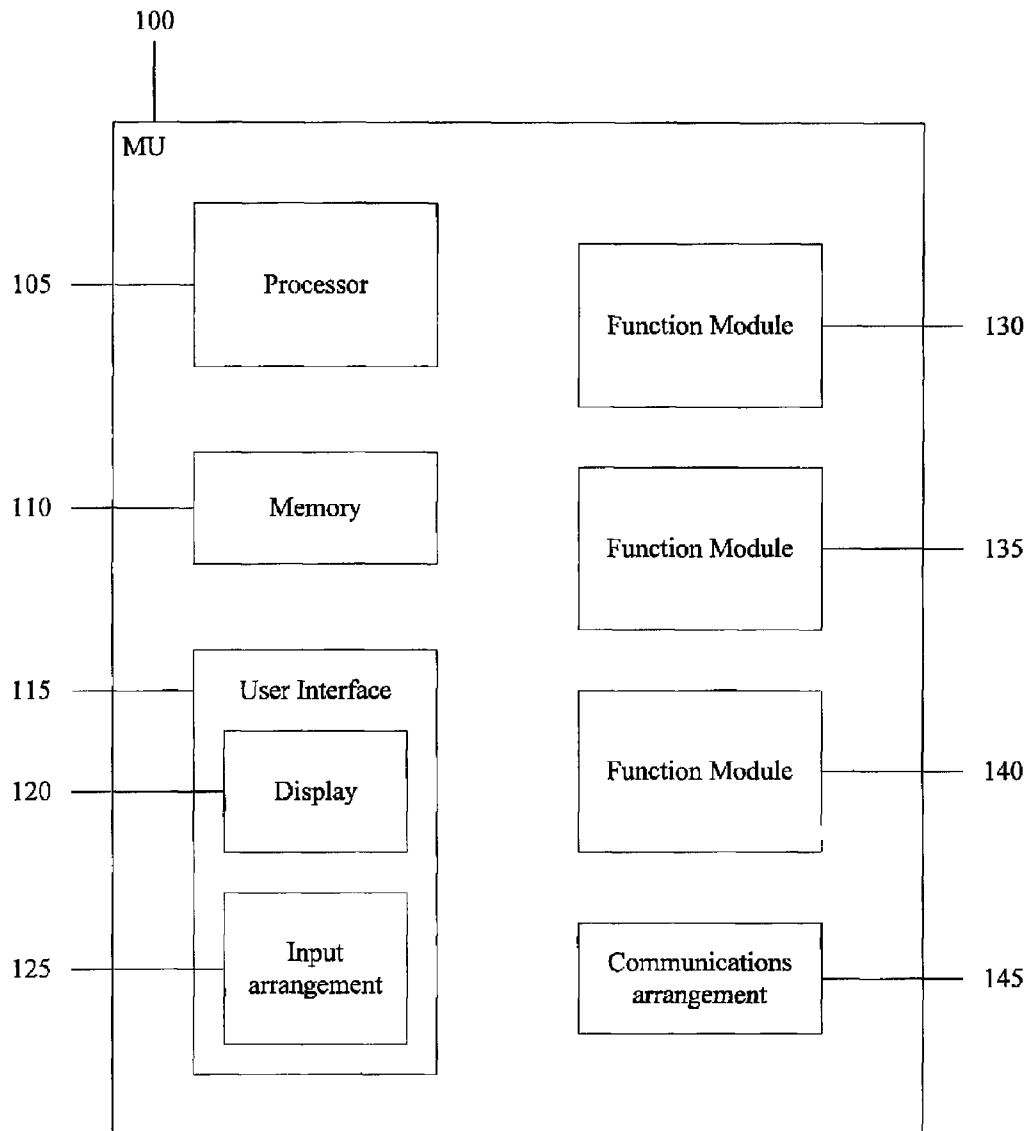 100
MU
105
Processor
110
Memory
115
User Interface
120
Display
125
Input
arrangement
Function Module
130
Function Module
135
Function Module
140
Communications
arrangement
145